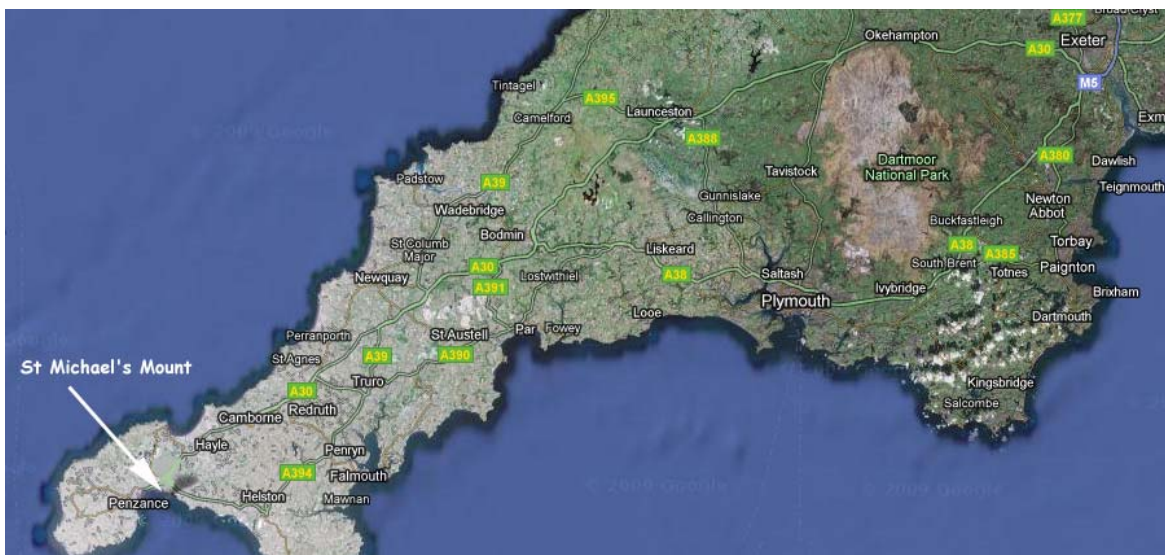 A377
Exeter
Okehampton
A30
M5
Tintagel
A395
Launceston
Camelford
A388
A380
Dawlish
Dartmoor
National Park
Tavistock
Padstow
A39
Gunnislake
Teignmouth
Newton
Abbot
Wadebridge
Callington
Buckfastleigh
Bodmin
St Columb
Major
Liskeard
A38
A385
Torbay
South Brent
Totnes
Paignton
Newquay
A30
Lostwithiel
A38
Saltash
A391
Ivybridge
Brixham
Plymouth
Perranporth
St Austell
Par
Fowey
Looe
Dartmouth
St Agnes
A39
A390
St Michael's Mount
Truro
Kingsbridge
A30
Redruth
Camborne
Salcombe
Hayle
Penryn
A394
Falmouth
Penzance
Helston
Mawnan
© 2009 Google
© 2009 Google
© 2009 Google